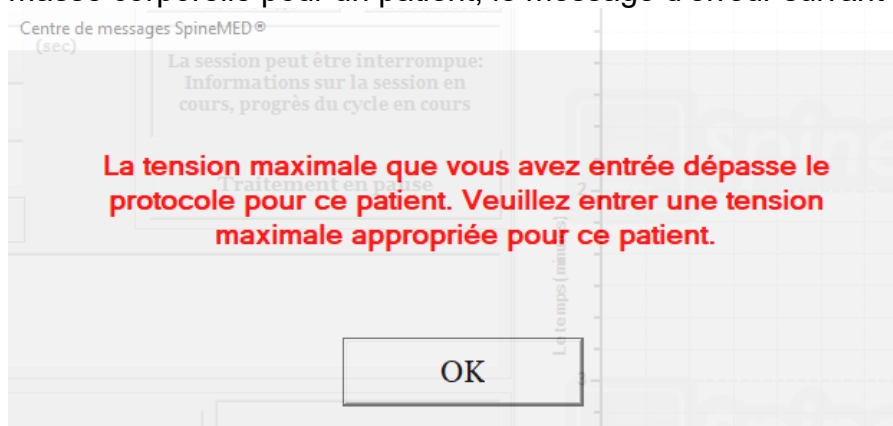 masse corporelle pour un patient, le message d'erreur suivant
Centre de messages SpineMED®
(sec)
La session peut être interrompue:
Informations sur la session en
cours, progrès du cycle en cours
La tension maximale que vous avez entrée dépasse le
Traitement en pause
protocole pour ce patient. Veuillez entrer une tension
maximale appropriée pour ce patient.
2
Le temps (minutes)
OK
3
Spine